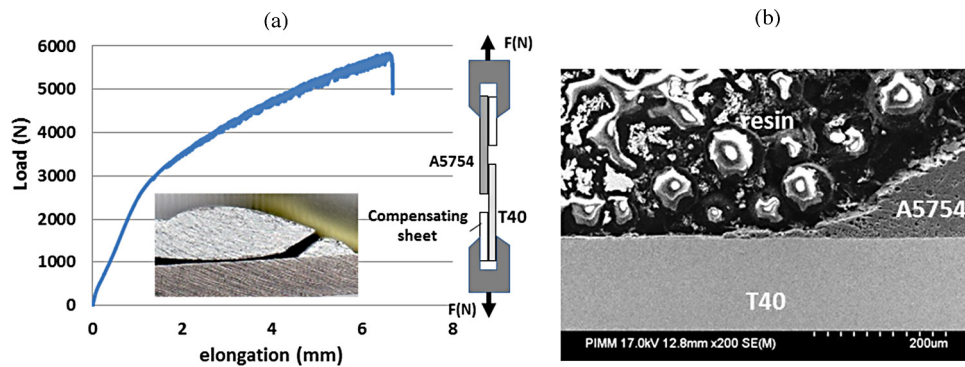 (a)
6000
5000
4000
3000
2000
1000
0
Load (N)
0 2 4 6 8
elongation (mm)
F(N)
A5754
Compensating
sheet
T40
F(N)
(b)
resin
A5754
T40
PIMM 17.0kV 12.8mm x200 SE(M) 200um